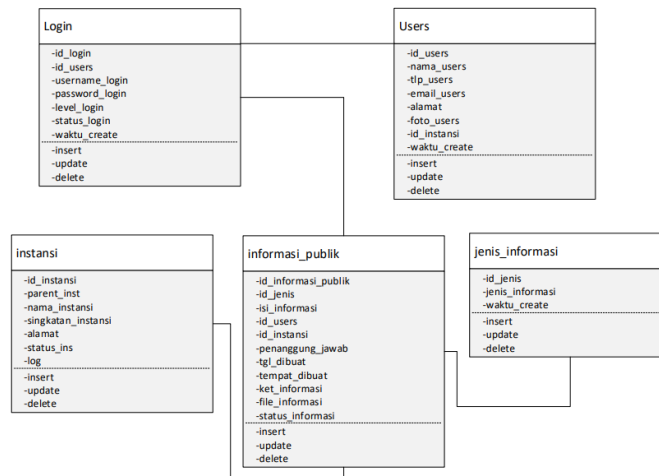 Login
-id_login
-id_users
-username_login
-password_login
-level_login
-status_login
-waktu_create
-insert
-update
-delete
Users
-id_users
-nama_users
-tlp_users
-email_users
-alamat
-foto_users
-id_instansi
-waktu_create
-insert
-update
-delete
instansi
-id_instansi
-parent_inst
-nama_instansi
-singkatan_instansi
-alamat
-status_ins
-log
-insert
-update
-delete
informasi_publik
-id_informasi_publik
-id_jenis
-isi_informasi
-id_users
-id_instansi
-penanggung_jawab
-tgl_dibuat
-tempat_dibuat
-ket_informasi
-file_informasi
-status_informasi
-insert
-update
-delete
jenis_informasi
-id_jenis
-jenis_informasi
-waktu_create
-insert
-update
-delete